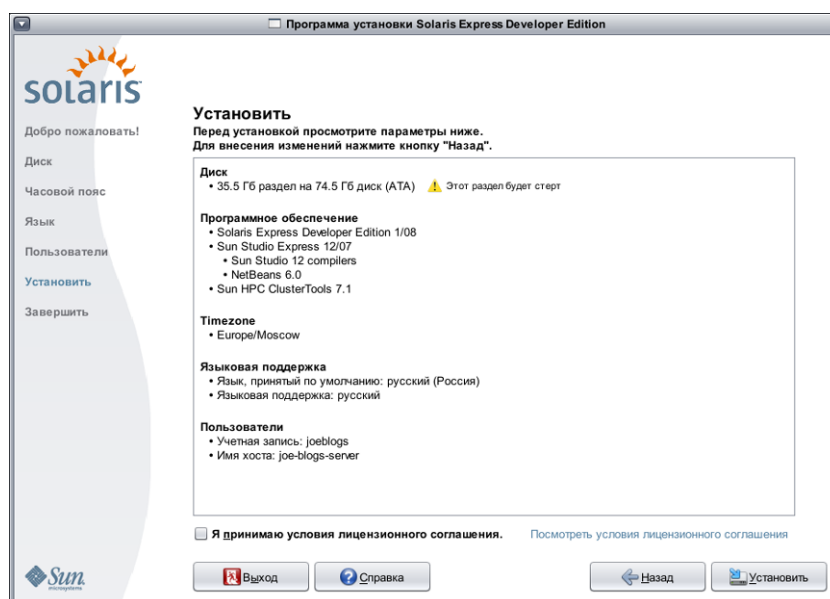 Программа установки Solaris Express Developer Edition
solaris
Добро пожаловать!
Диск
Часовой пояс
Язык
Пользователи
Установить
Завершить
Установить
Перед установкой просмотрите параметры ниже.
Для внесения изменений нажмите кнопку "Назад".
Диск
• 35.5 Гб раздел на 74.5 Гб диск (ATA) Этот раздел будет стерт
Программное обеспечение
• Solaris Express Developer Edition 1/08
• Sun Studio Express 12/07
• Sun Studio 12 compilers
• NetBeans 6.0
• Sun HPC ClusterTools 7.1
Timezone
• Europe/Moscow
Языковая поддержка
• Язык, принятый по умолчанию: русский (Россия)
• Языковая поддержка: русский
Пользователи
• Учетная запись: joeblogs
• Имя хоста: joe-blogs-server
Я принимаю условия лицензионного соглашения. Посмотреть условия лицензионного соглашения
Sun
microsystems
Выход Справка Назад Установить